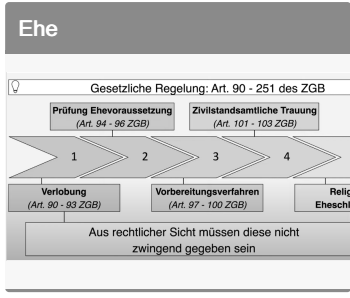 Ehe
Gesetzliche Regelung: Art. 90 - 251 des ZGB
Prüfung Ehevoraussetzung
(Art. 94 - 96 ZGB)
Zivilstandsamtliche Trauung
(Art. 101 - 103 ZGB)
1
2
3
4
Verlobung
(Art. 90 - 93 ZGB)
Vorbereitungsverfahren
(Art. 97 - 100 ZGB)
Relig
Eheschl
Aus rechtlicher Sicht müssen diese nicht
zwingend gegeben sein